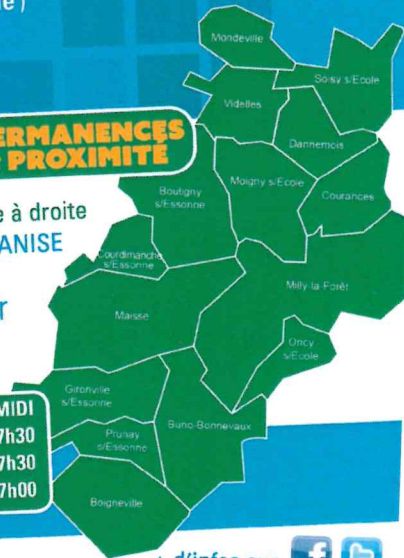 Mondeville
Soisy s/Ecole
Videlles
Dannemois
PROXIMITÉ
Boutigny
s/Essonne
Moigny s/Ecole
Courances
e à droite
ANISE
Courdimanche
s/Essonne
Milly-la-Forêt
Maisse
Oncy
s/Ecole
Gironville
s/Essonne
MIDI
7h30
Prunay
s/Essonne
Buno-Bonnevaux
7h30
7h00
Boigneville
d'infos